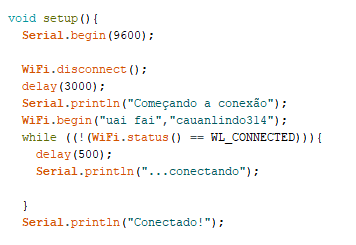 void setup(){
Serial.begin(9600);
WiFi.disconnect();
delay(3000);
Serial.println("Começando a conexão");
WiFi.begin("uai fai","cauanlindo314");
while ((!(WiFi.status() == WL_CONNECTED))){
delay(500);
Serial.println("...conectando");
}
Serial.println("Conectado!");